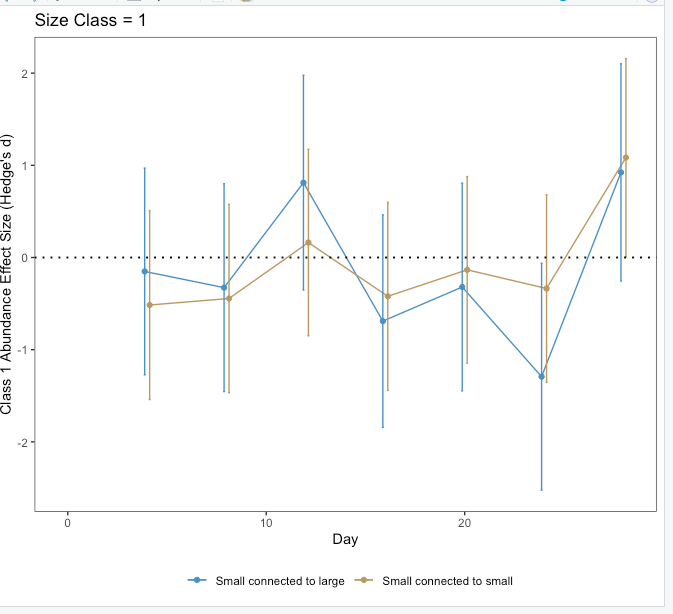 Size Class = 1
Class 1 Abundance Effect Size (Hedge's d)
2
1
0
-1
-2
0
10
20
Day
Small connected to large
Small connected to small